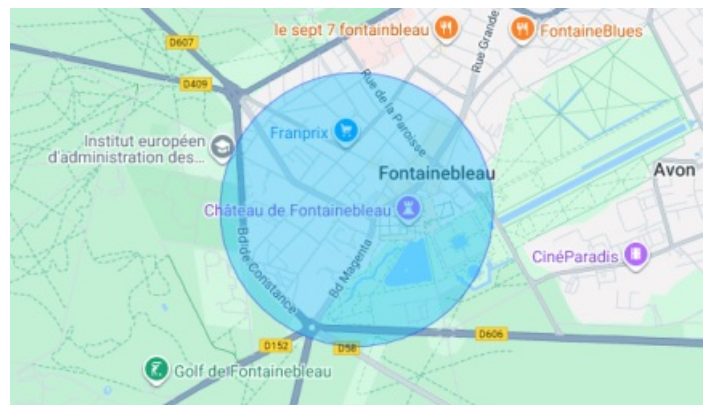 D607
le sept 7 fontainbleau
FontaineBlues
Rue Grande
D409
Rue de la Paroisse
Institut européen
d'administration des...
Franprix
Fontainebleau
Avon
Château de Fontainebleau
Bd de Constance
Bd Magenta
CinéParadis
D152
D58
D606
Golf de Fontainebleau